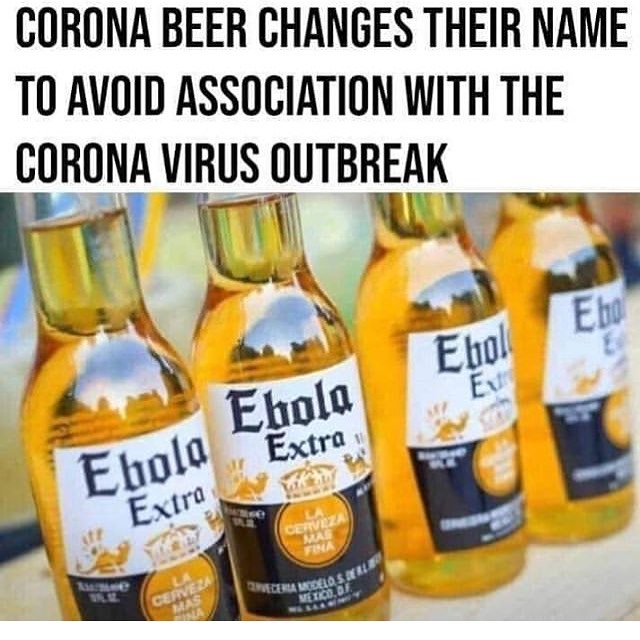 CORONA BEER CHANGES THEIR NAME
TO AVOID ASSOCIATION WITH THE
CORONA VIRUS OUTBREAK
Ebola
Extra
LA
CERVEZA
MAS
FINA
Ebola
Extra
LA
CERVEZA
MAS
FINA
CERVECERIA MODELO, S. DE R.L.
MEXICO, D.F.
Ebol
Ext
Ebo
E